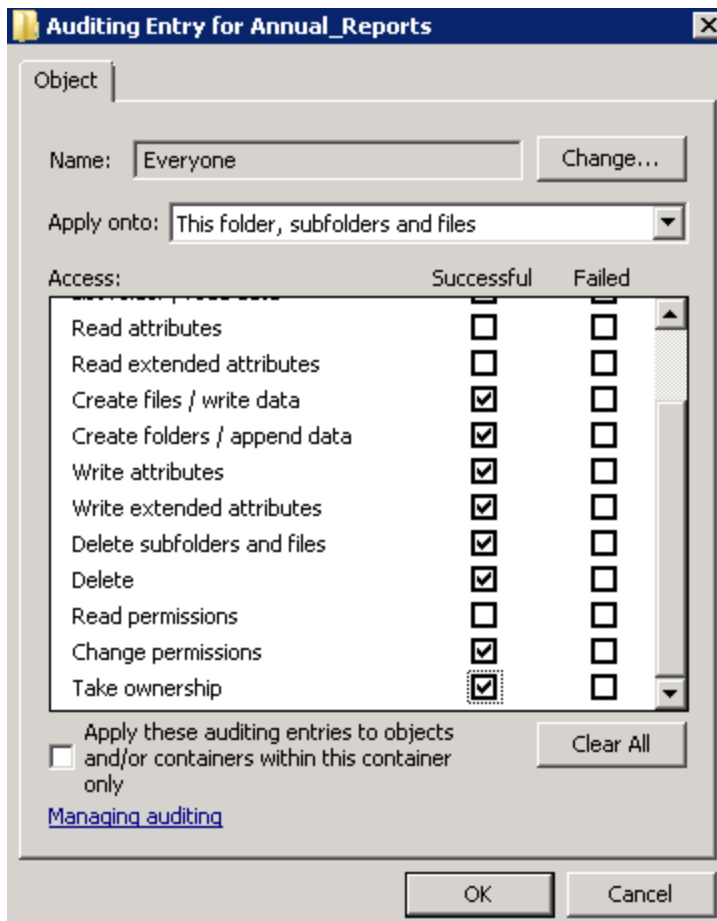 Auditing Entry for Annual_Reports
Object
Name: Everyone Change...
Apply onto: This folder, subfolders and files
Access: Successful Failed
Read attributes
Read extended attributes
Create files / write data
Create folders / append data
Write attributes
Write extended attributes
Delete subfolders and files
Delete
Read permissions
Change permissions
Take ownership
Apply these auditing entries to objects
and/or containers within this container
only
Clear All
Managing auditing
OK Cancel